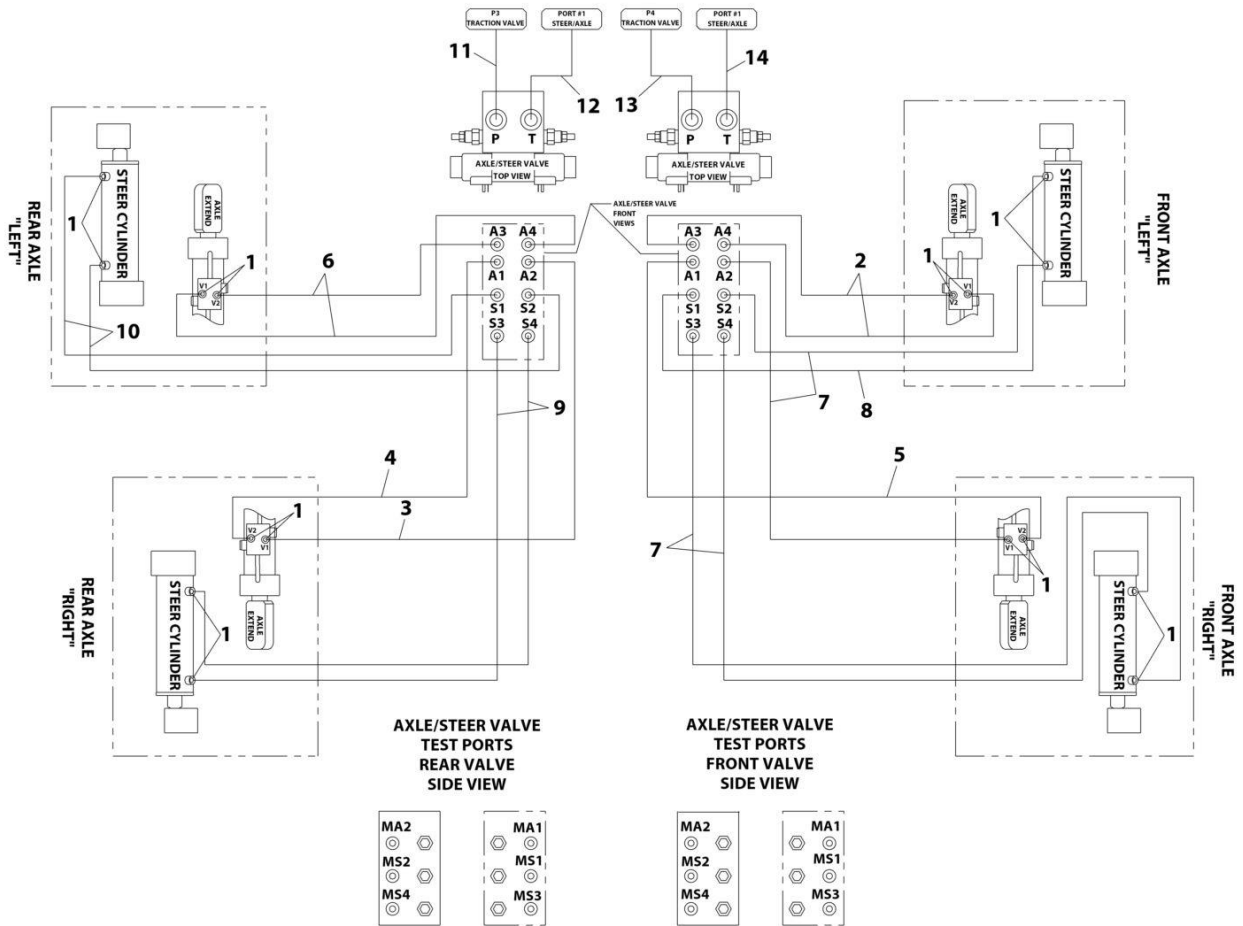 P3
TRACTION VALVE
PORT #1
STEER/AXLE
P4
TRACTION VALVE
PORT #1
STEER/AXLE
11
12
13
14
P T
AXLE/STEER VALVE
TOP VIEW
P T
AXLE/STEER VALVE
TOP VIEW
REAR AXLE
"LEFT"
STEER CYLINDER
1
AXLE
EXTEND
V1
V2
1
6
10
AXLE/STEER VALVE
FRONT
VIEWS
A3 A4
A1 A2
S1 S2
S3 S4
A3 A4
A1 A2
S1 S2
S3 S4
2
AXLE
EXTEND
V1
V2
1
1
STEER CYLINDER
FRONT AXLE
"LEFT"
9
7
8
4
3
5
7
REAR AXLE
"RIGHT"
STEER CYLINDER
1
V2
V1
1
AXLE
EXTEND
V2
V1
1
AXLE
EXTEND
STEER CYLINDER
1
FRONT AXLE
"RIGHT"
AXLE/STEER VALVE
TEST PORTS
REAR VALVE
SIDE VIEW
AXLE/STEER VALVE
TEST PORTS
FRONT VALVE
SIDE VIEW
MA2
MS2
MS4
MA1
MS1
MS3
MA2
MS2
MS4
MA1
MS1
MS3